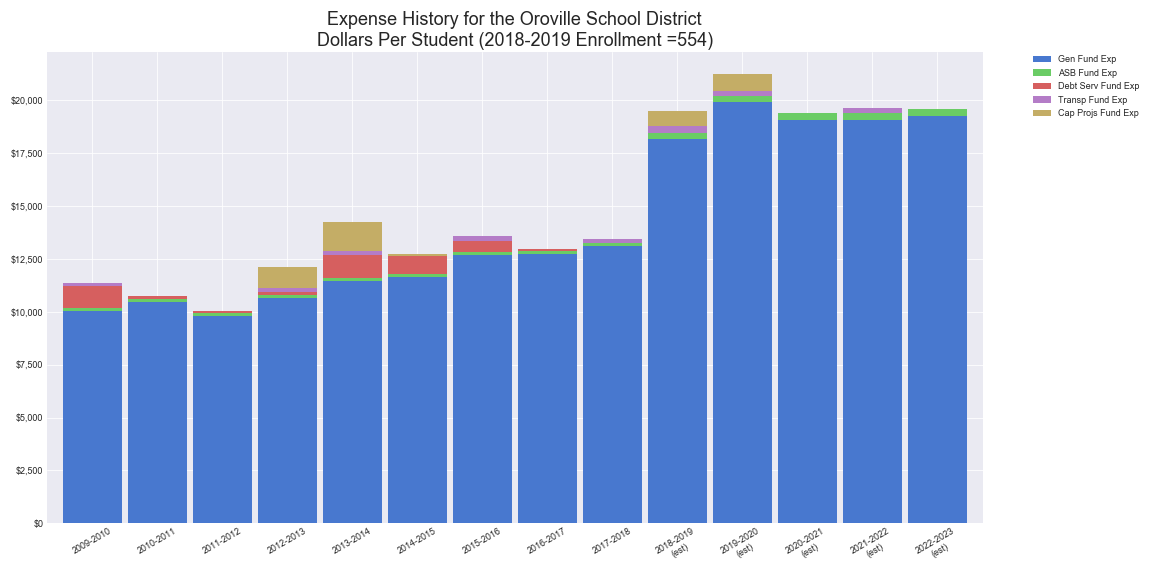 Expense History for the Oroville School District
Dollars Per Student (2018-2019 Enrollment =554)
Gen Fund Exp
ASB Fund Exp
Debt Serv Fund Exp
Transp Fund Exp
Cap Projs Fund Exp
$20,000
$17,500
$15,000
$12,500
$10,000
$7,500
$5,000
$2,500
$0
2009-2010
2010-2011
2011-2012
2012-2013
2013-2014
2014-2015
2015-2016
2016-2017
2017-2018
2018-2019
(est)
2019-2020
(est)
2020-2021
(est)
2021-2022
(est)
2022-2023
(est)